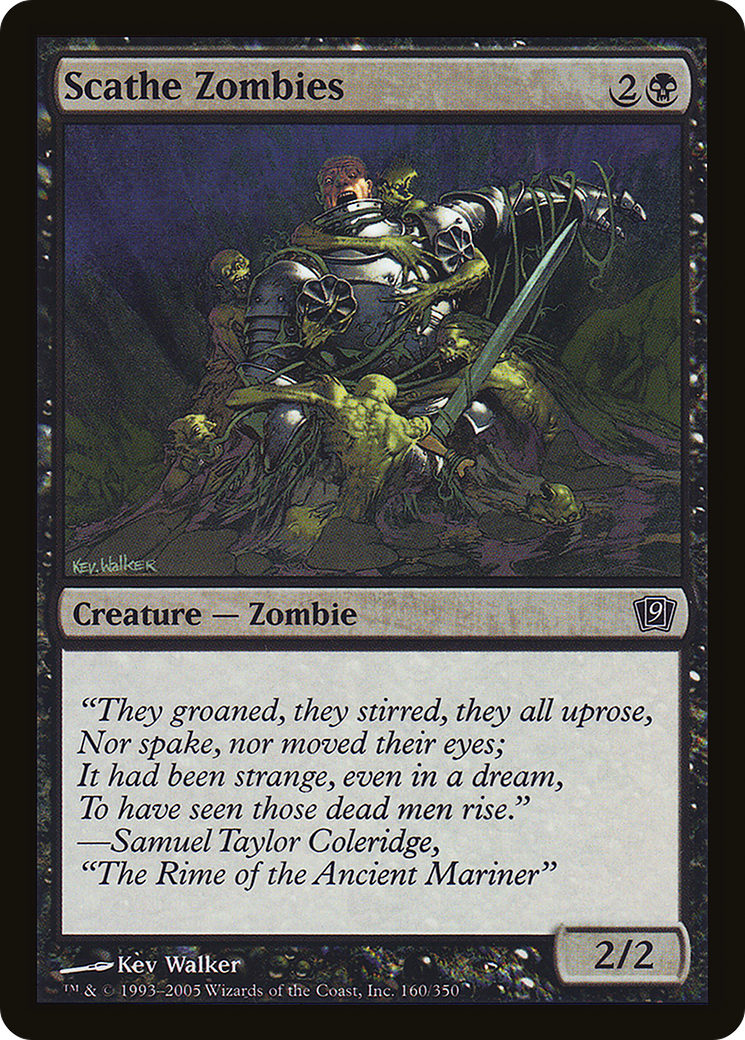 Scathe Zombies 2
KEV. WALKER
Creature — Zombie 9
“They groaned, they stirred, they all uprose,
Nor spake, nor moved their eyes;
It had been strange, even in a dream,
To have seen those dead men rise.”
—Samuel Taylor Coleridge,
“The Rime of the Ancient Mariner”
2/2
Kev Walker
™ & © 1993–2005 Wizards of the Coast, Inc. 160/350